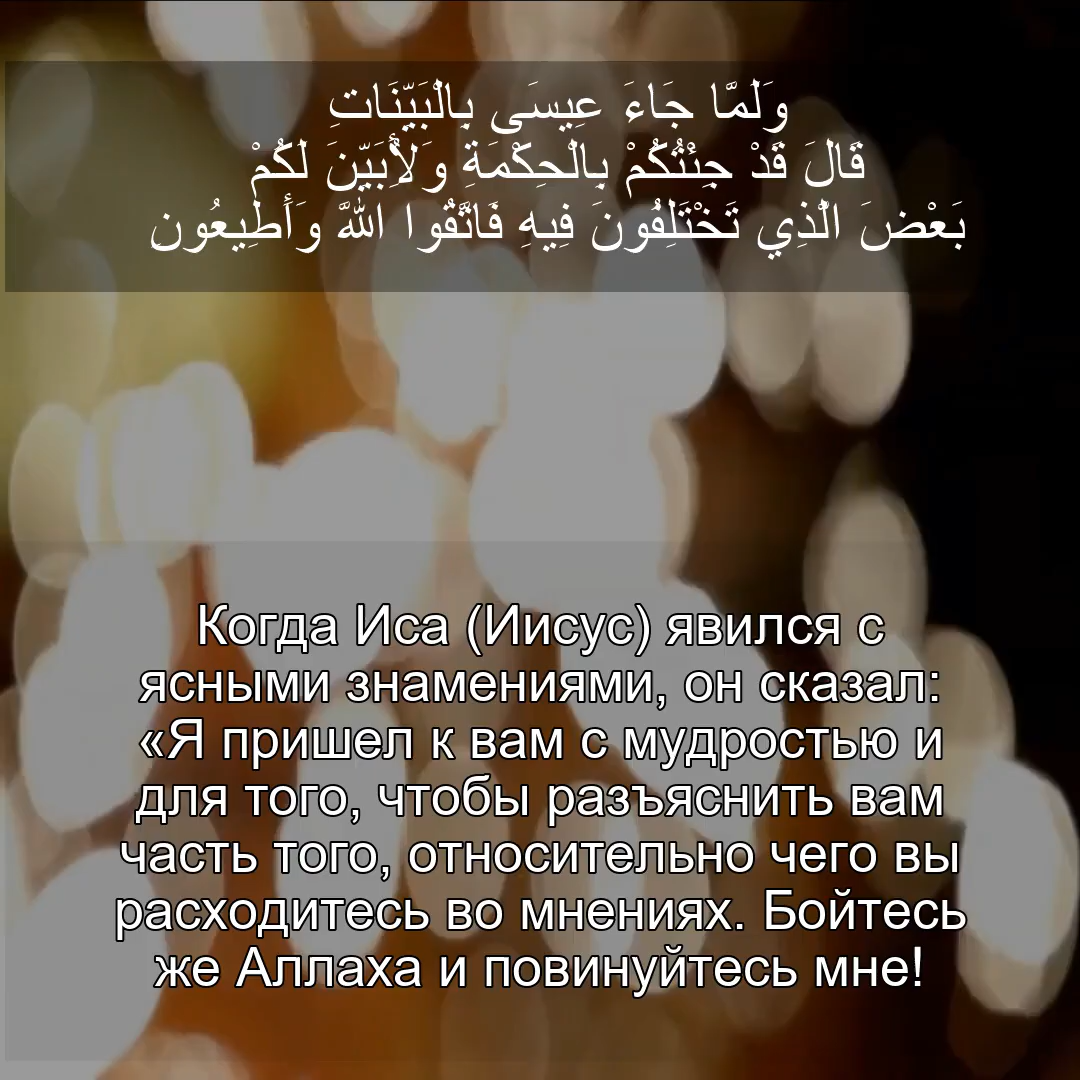 وَلَمَّا جَاءَ عِيسَى بِالْبَيِّنَاتِ
قَالَ قَدْ جِئْتُكُمْ بِالْحِكْمَةِ وَلِأُبَيِّنَ لَكُمْ
بَعْضَ الَّذِي تَخْتَلِفُونَ فِيهِ فَاتَّقُوا اللَّهَ وَأَطِيعُون
Когда Иса (Иисус) явился с
ясными знамениями, он сказал:
«Я пришел к вам с мудростью и
для того, чтобы разъяснить вам
часть того, относительно чего вы
расходитесь во мнениях. Бойтесь
же Аллаха и повинуйтесь мне!